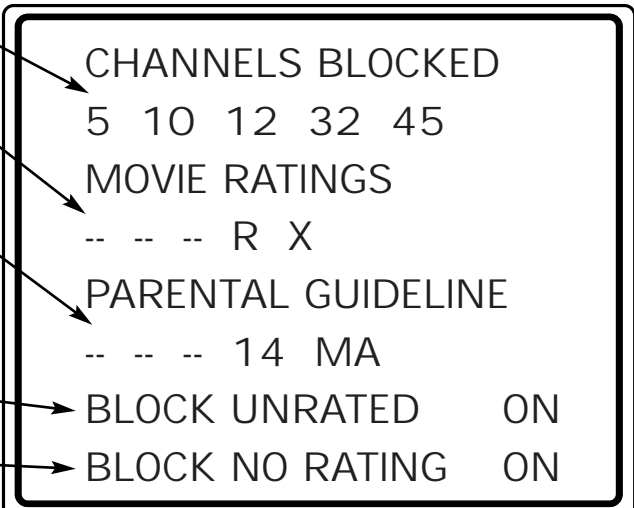 CHANNELS BLOCKED
5 10 12 32 45
MOVIE RATINGS
-- -- -- R X
PARENTAL GUIDELINE
-- -- -- 14 MA
BLOCK UNRATED ON
BLOCK NO RATING ON